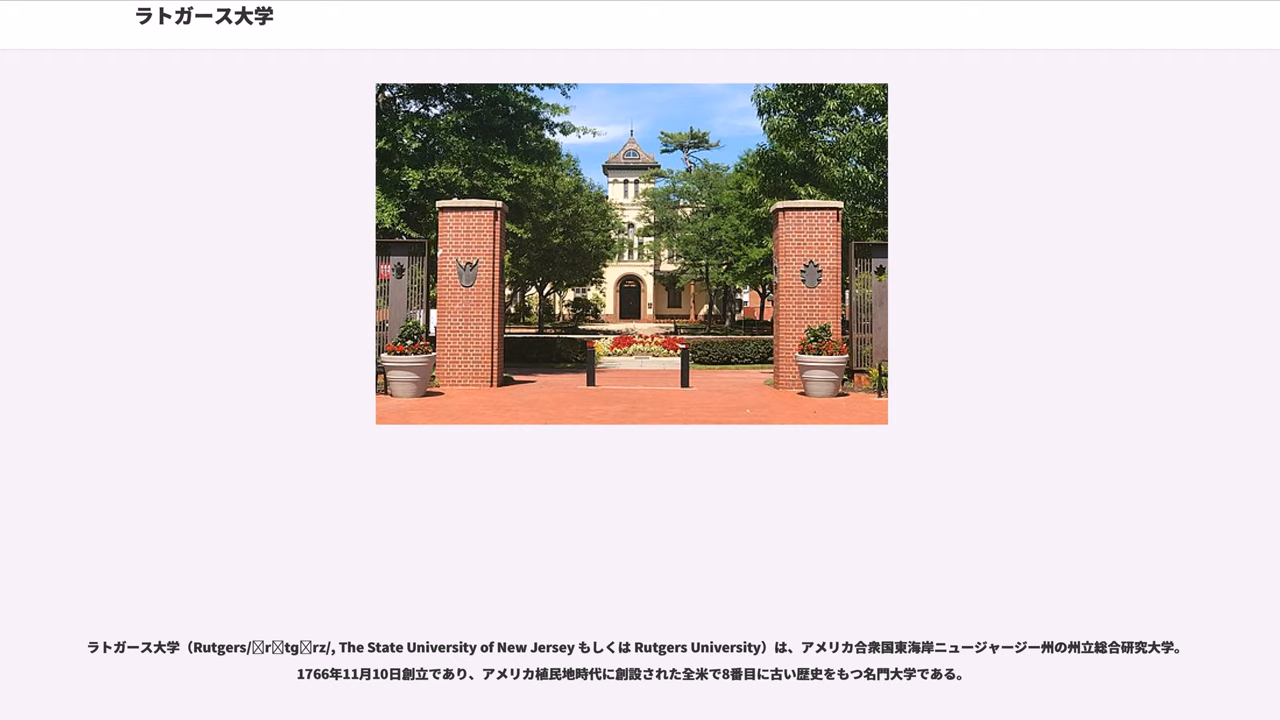 ラトガース大学
ラトガース大学（Rutgers/□r□tg□rz/, The State University of New Jersey もしくは Rutgers University）は、アメリカ合衆国東海岸ニュージャージー州の州立総合研究大学。
1766年11月10日創立であり、アメリカ植民地時代に創設された全米で8番目に古い歴史をもつ名門大学である。